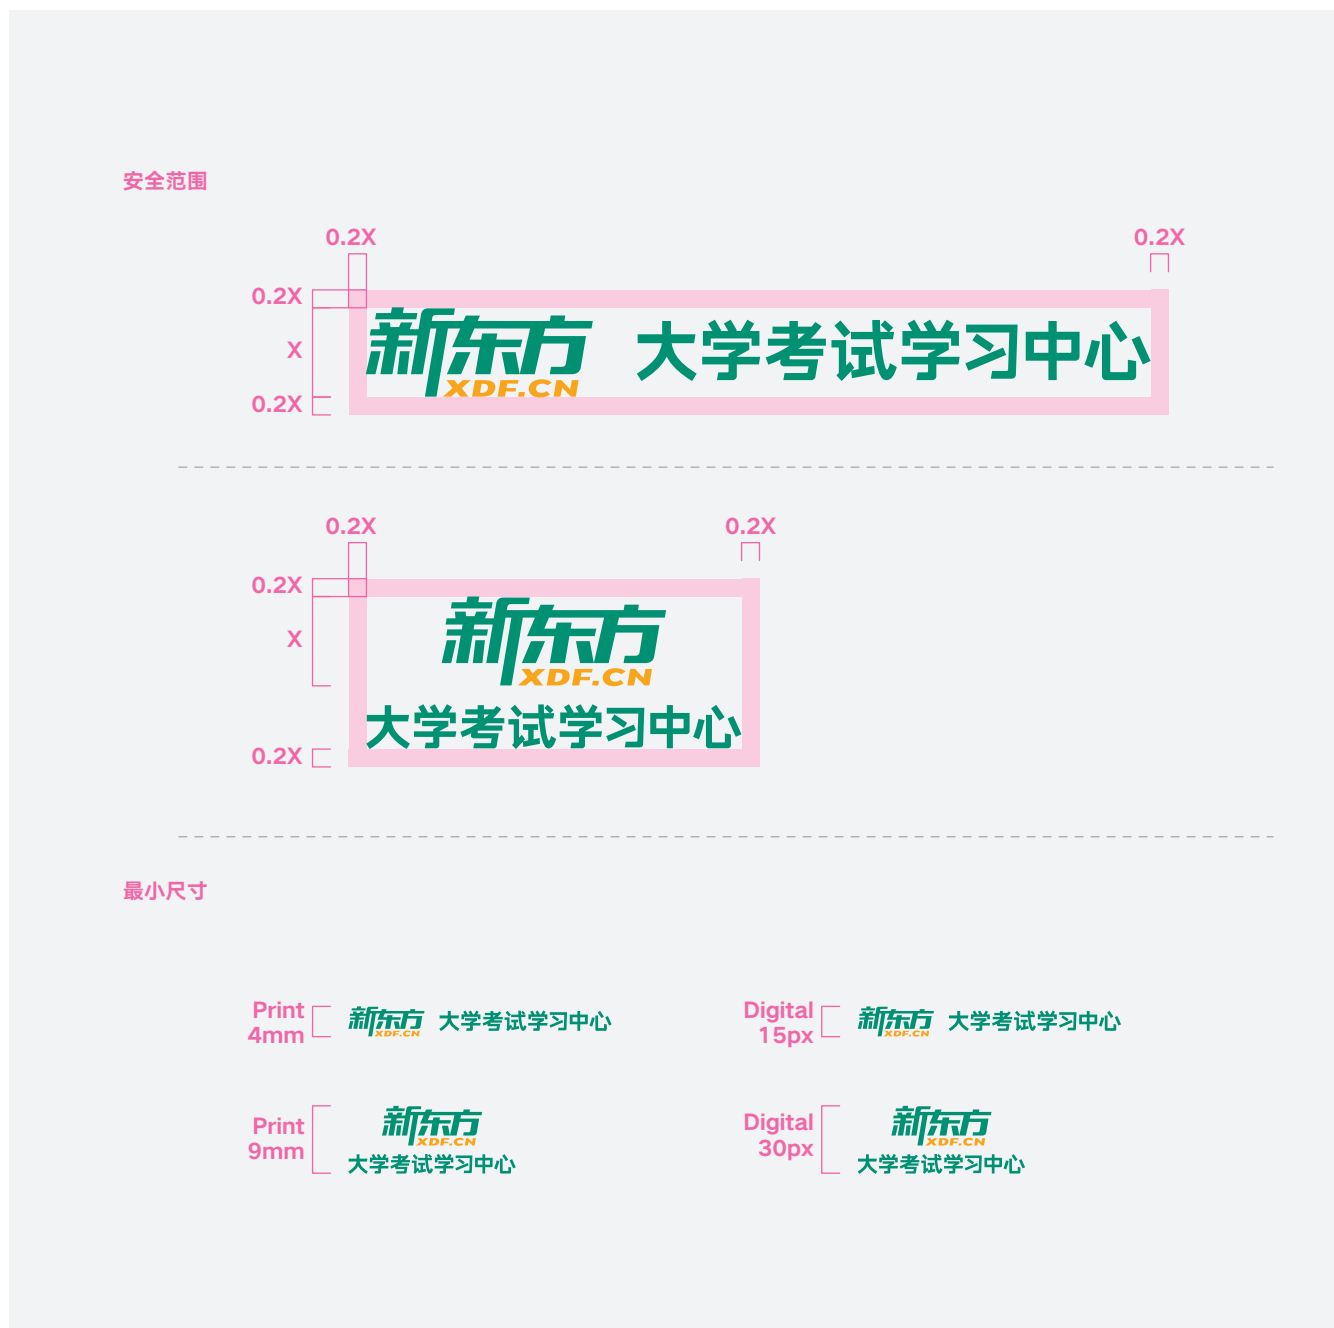 安全范围
0.2X
0.2X
0.2X
X
0.2X
新东方 大学考试学习中心
XDF.CN
0.2X
0.2X
0.2X
X
0.2X
新东方
XDF.CN
大学考试学习中心
最小尺寸
Print
4mm
新东方 大学考试学习中心
XDF.CN
Digital
15px
新东方 大学考试学习中心
XDF.CN
Print
9mm
新东方
XDF.CN
大学考试学习中心
Digital
30px
新东方
XDF.CN
大学考试学习中心